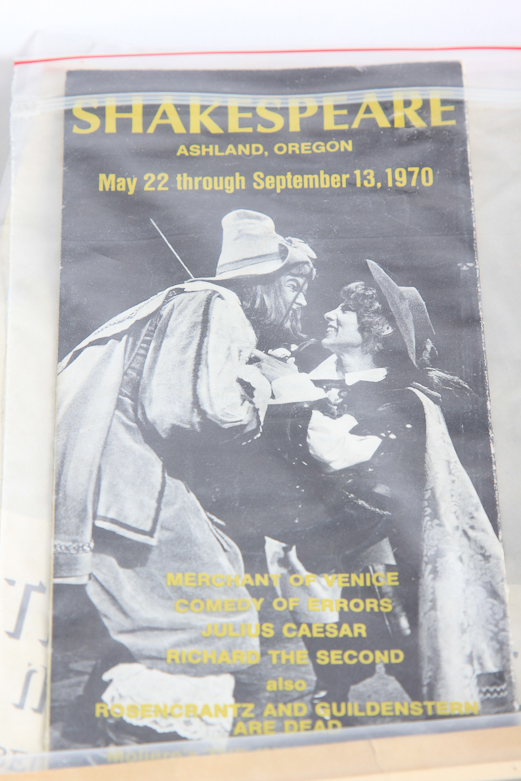 SHAKESPEARE
ASHLAND, OREGON
May 22 through September 13, 1970
MERCHANT OF VENICE
COMEDY OF ERRORS
JULIUS CAESAR
RICHARD THE SECOND
also
ROSENCRANTZ AND GUILDENSTERN
ARE DEAD